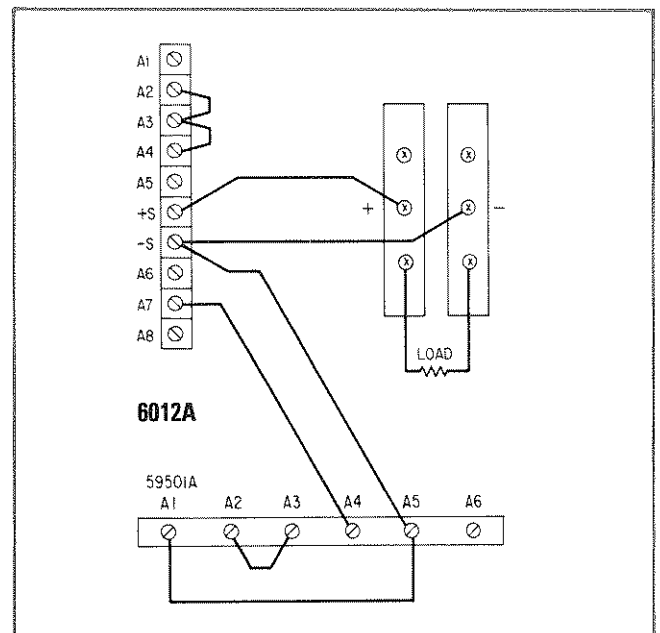 A1
A2
A3
A4
A5
+S
-S
A6
A7
A8
+ -
LOAD
6012A
59501A
A1 A2 A3 A4 A5 A6